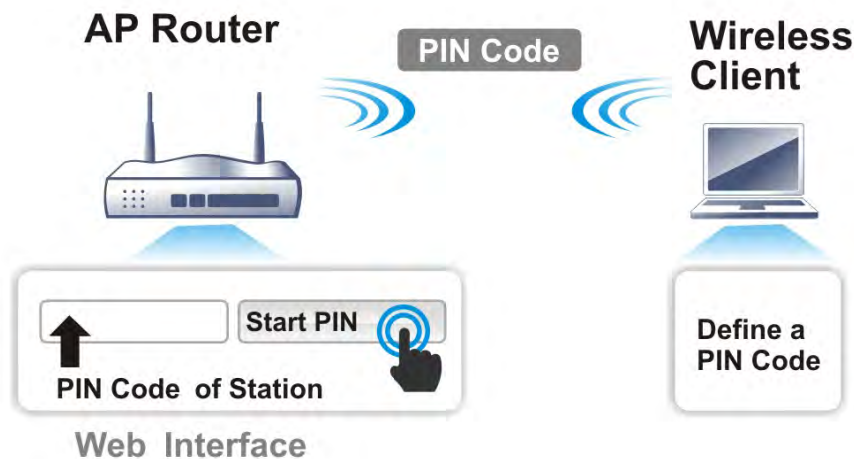 AP Router
PIN Code
Wireless
Client
Start PIN
PIN Code of Station
Define a
PIN Code
Web Interface